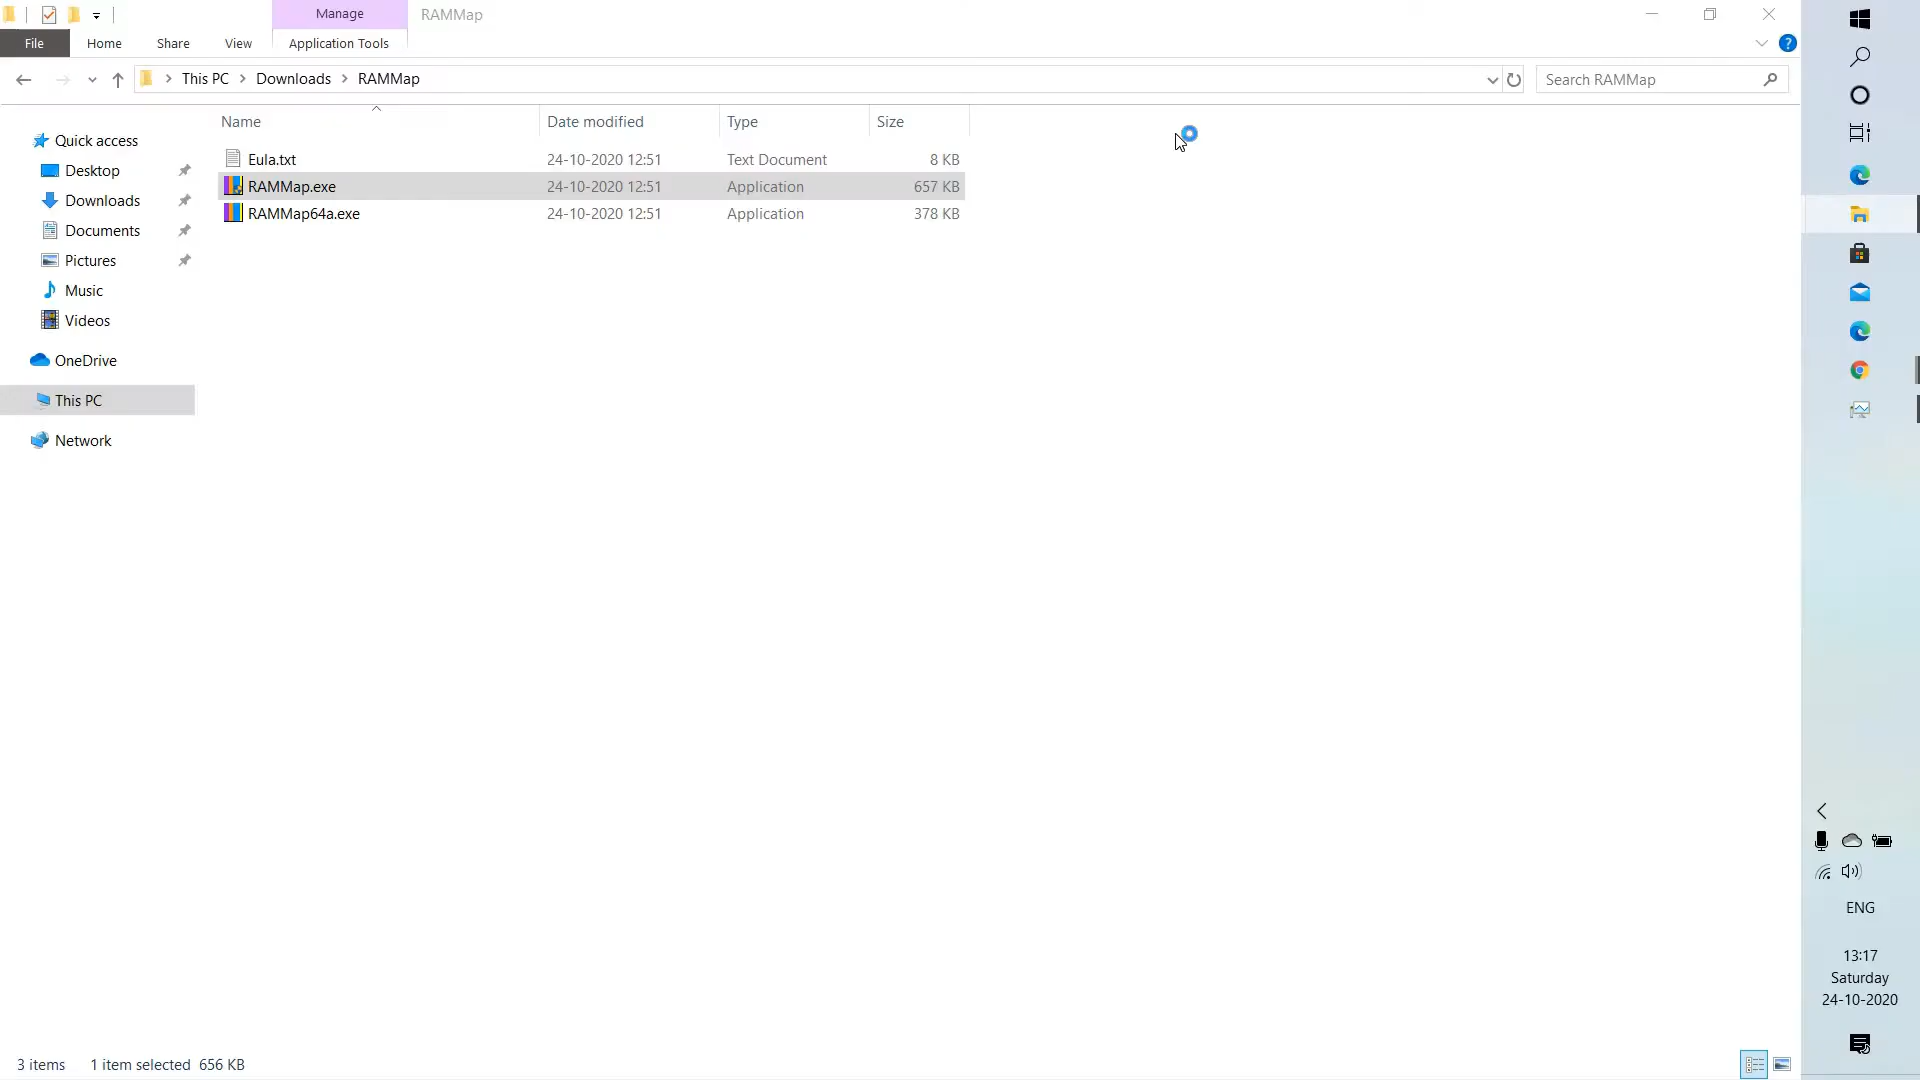 Manage RAMMap
File Home Share View Application Tools
This PC Downloads RAMMap
Search RAMMap
Name Date modified Type Size
Eula.txt 24-10-2020 12:51 Text Document 8 KB
RAMMap.exe 24-10-2020 12:51 Application 657 KB
RAMMap64a.exe 24-10-2020 12:51 Application 378 KB
Quick access
Desktop
Downloads
Documents
Pictures
Music
Videos
OneDrive
This PC
Network
3 items 1 item selected 656 KB
ENG
13:17
Saturday
24-10-2020